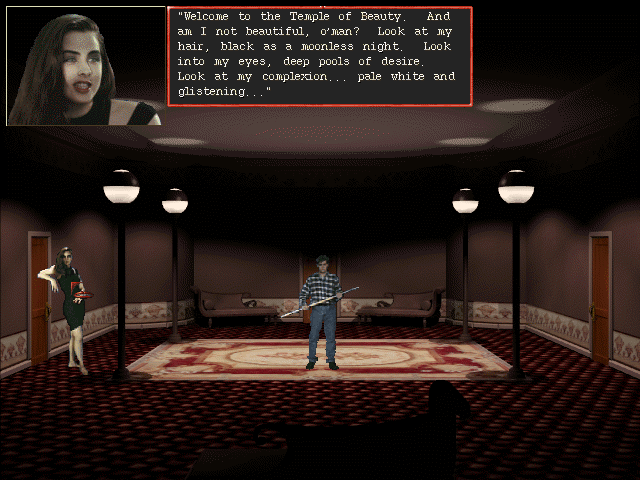 "Welcome to the Temple of Beauty.  And
am I not beautiful, o'man?  Look at my
hair, black as a moonless night.  Look
into my eyes, deep pools of desire.
Look at my complexion... pale white and
glistening..."